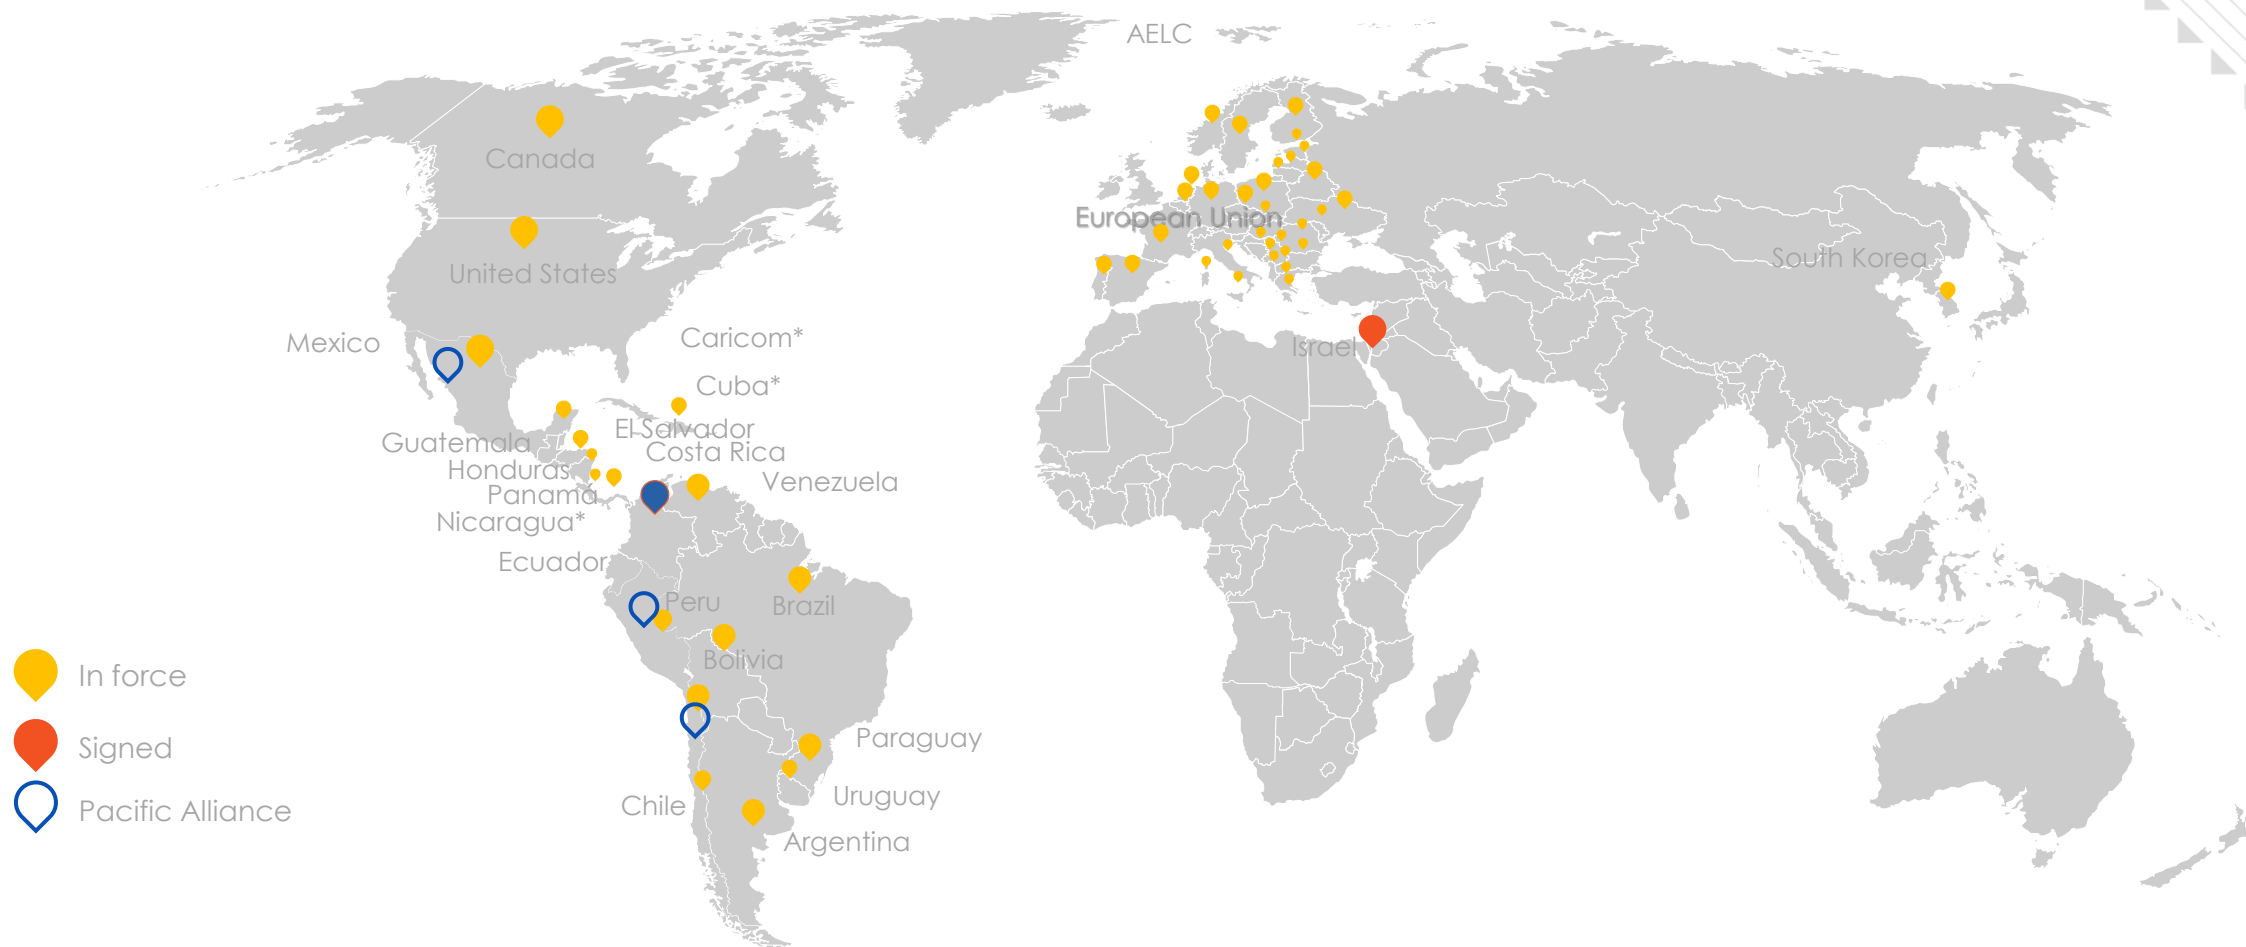 AELC
Canada
European Union
South Korea
United States
Mexico
Caricom*
Israel
Cuba*
El Salvador
Guatemala
Costa Rica
Honduras
Venezuela
Panamá
Nicaragua*
Ecuador
Peru
Brazil
Bolivia
In force
Paraguay
Signed
Uruguay
Chile
Pacific Alliance
Argentina